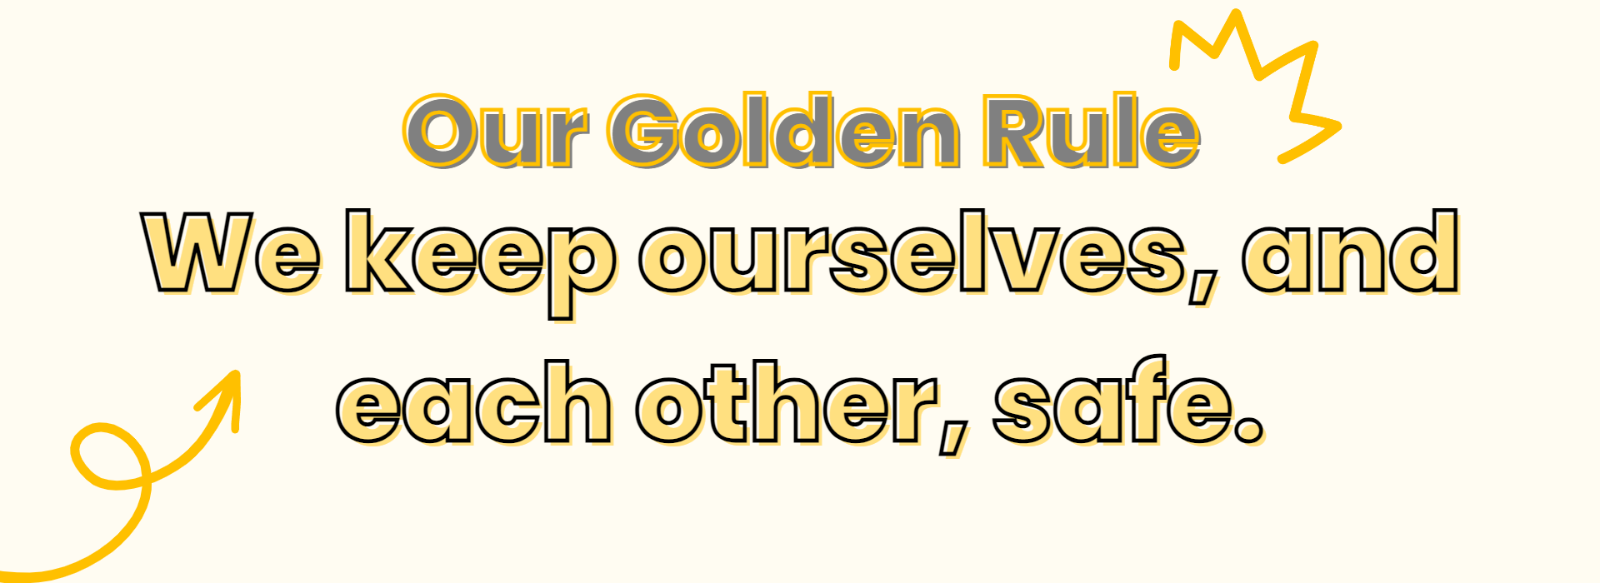 Our Golden Rule
We keep ourselves, and
each other, safe.